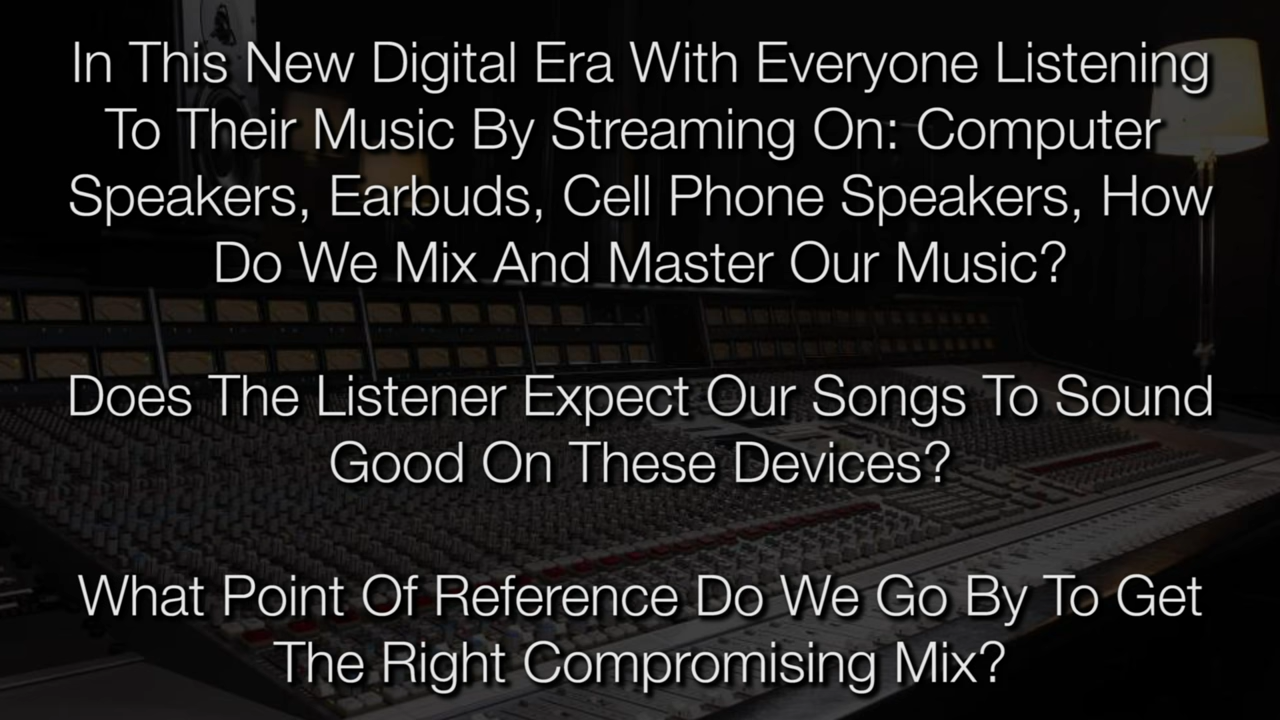 In This New Digital Era With Everyone Listening
To Their Music By Streaming On: Computer
Speakers, Earbuds, Cell Phone Speakers, How
Do We Mix And Master Our Music?
Does The Listener Expect Our Songs To Sound
Good On These Devices?
What Point Of Reference Do We Go By To Get
The Right Compromising Mix?